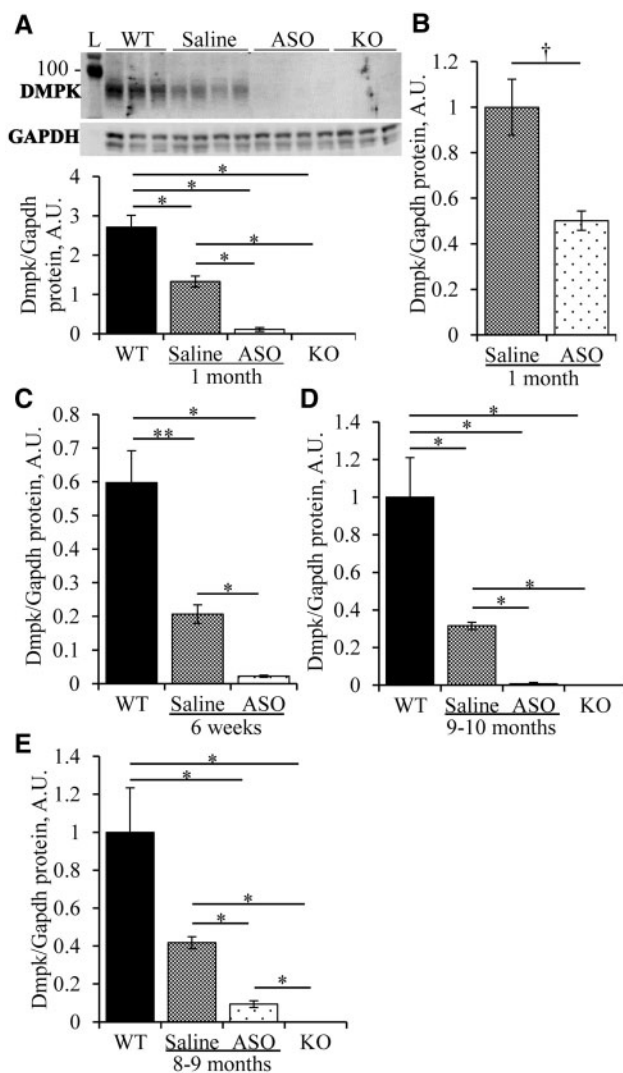 A
L WT Saline ASO KO
100 -
DMPK
GAPDH
* 
*
* *
*
Dmpk/Gapdh
protein, A.U.
4
3
2
1
0
WT Saline ASO KO
1 month
B
†
Dmpk/Gapdh protein, A.U.
1.2
1
0.8
0.6
0.4
0.2
0
Saline ASO
1 month
C
*
**
*
Dmpk/Gapdh protein, A.U.
0.8
0.7
0.6
0.5
0.4
0.3
0.2
0.1
0
WT Saline ASO
6 weeks
D
*
*
*
*
*
Dmpk/Gapdh protein, A.U.
1.4
1.2
1
0.8
0.6
0.4
0.2
0
WT Saline ASO KO
9-10 months
E
*
*
*
*
*
Dmpk/Gapdh protein, A.U.
1.4
1.2
1
0.8
0.6
0.4
0.2
0
WT Saline ASO KO
8-9 months